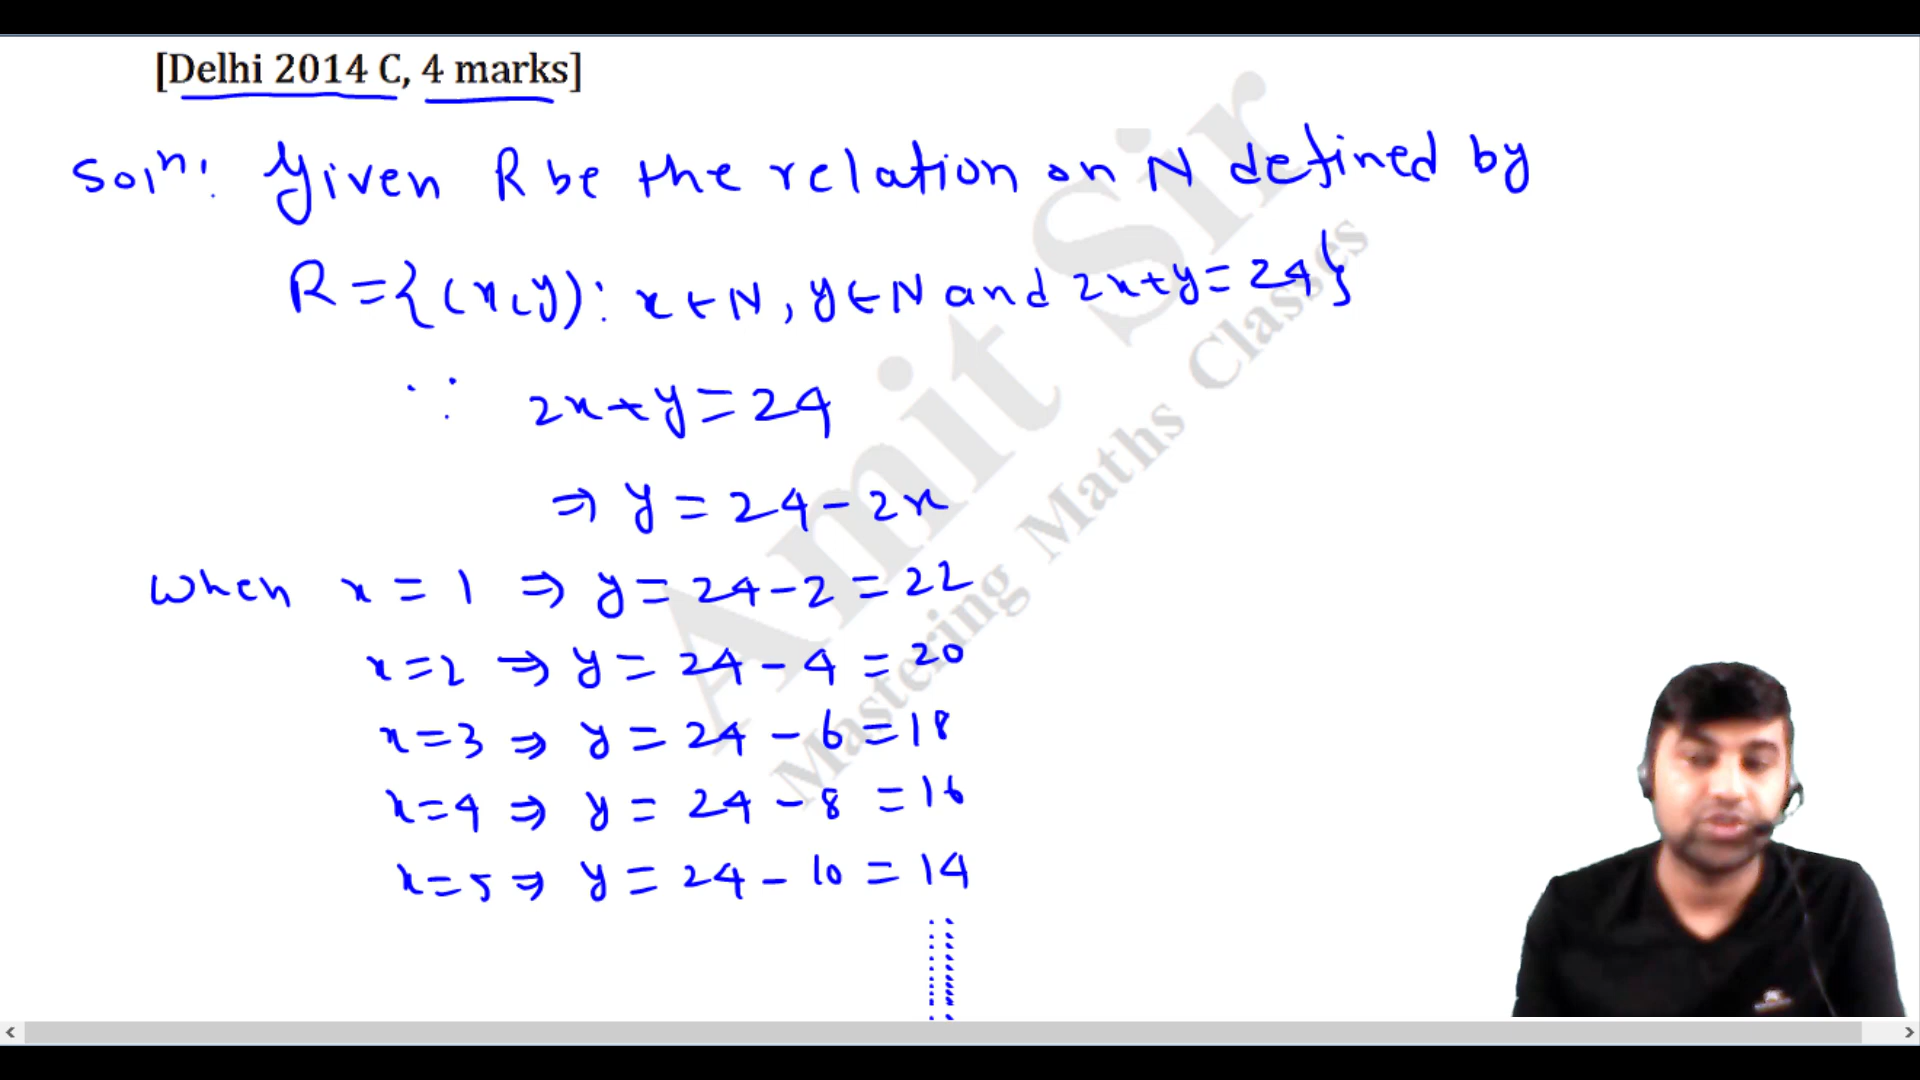 [Delhi 2014 C, 4 marks]
Solⁿ: Given R be the relation on N defined by
R={(x,y): x∈N, y∈N and 2x+y=24}
∵ 2x+y=24
⇒ y=24-2x
When x=1 ⇒ y=24-2=22
x=2 ⇒ y=24-4=20
x=3 ⇒ y=24-6=18
x=4 ⇒ y=24-8=16
x=5 ⇒ y=24-10=14
Amit Sir
Mastering Maths Classes